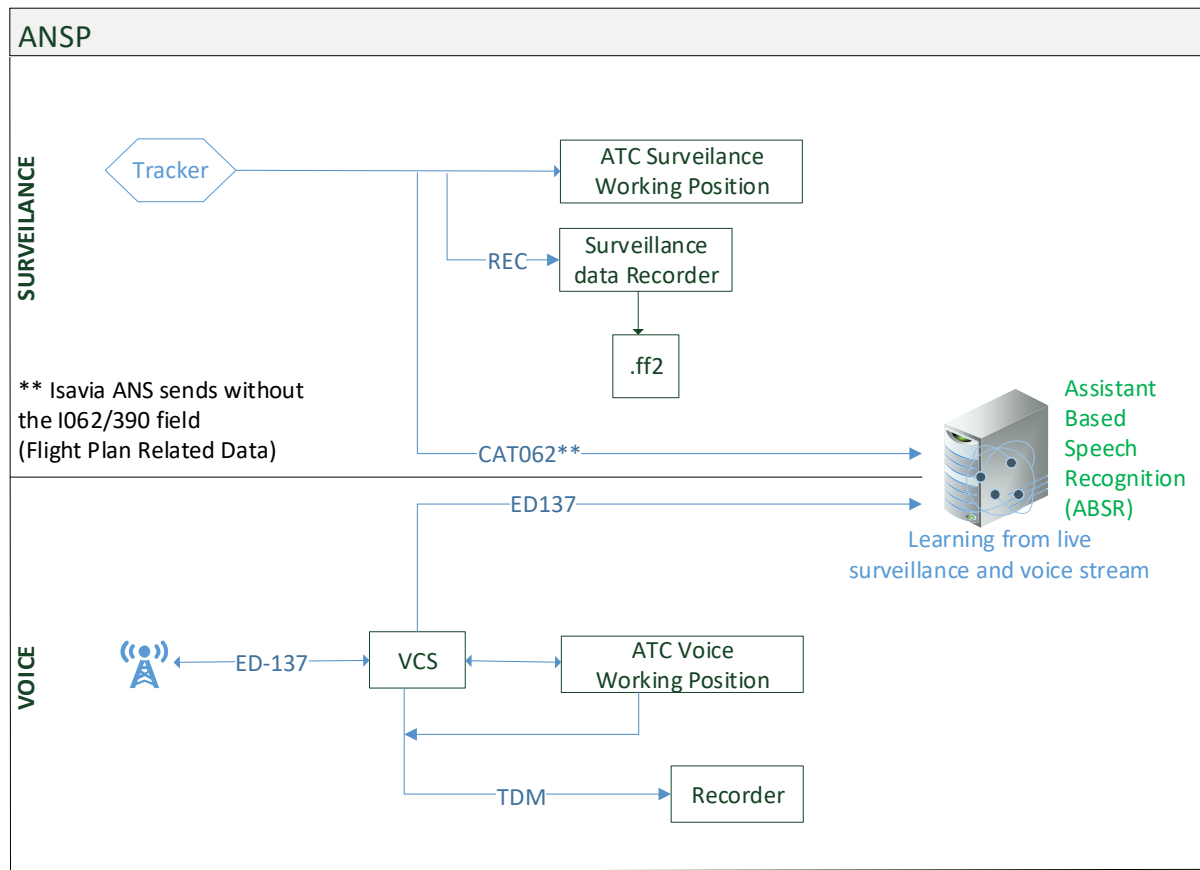 ANSP
SURVEILANCE
Tracker
ATC Surveilance
Working Position
REC
Surveillance
data Recorder
.ff2
** Isavia ANS sends without
the I062/390 field
(Flight Plan Related Data)
CAT062**
Assistant
Based
Speech
Recognition
(ABSR)
ED137
Learning from live
surveillance and voice stream
VOICE
ED-137
VCS
ATC Voice
Working Position
TDM
Recorder